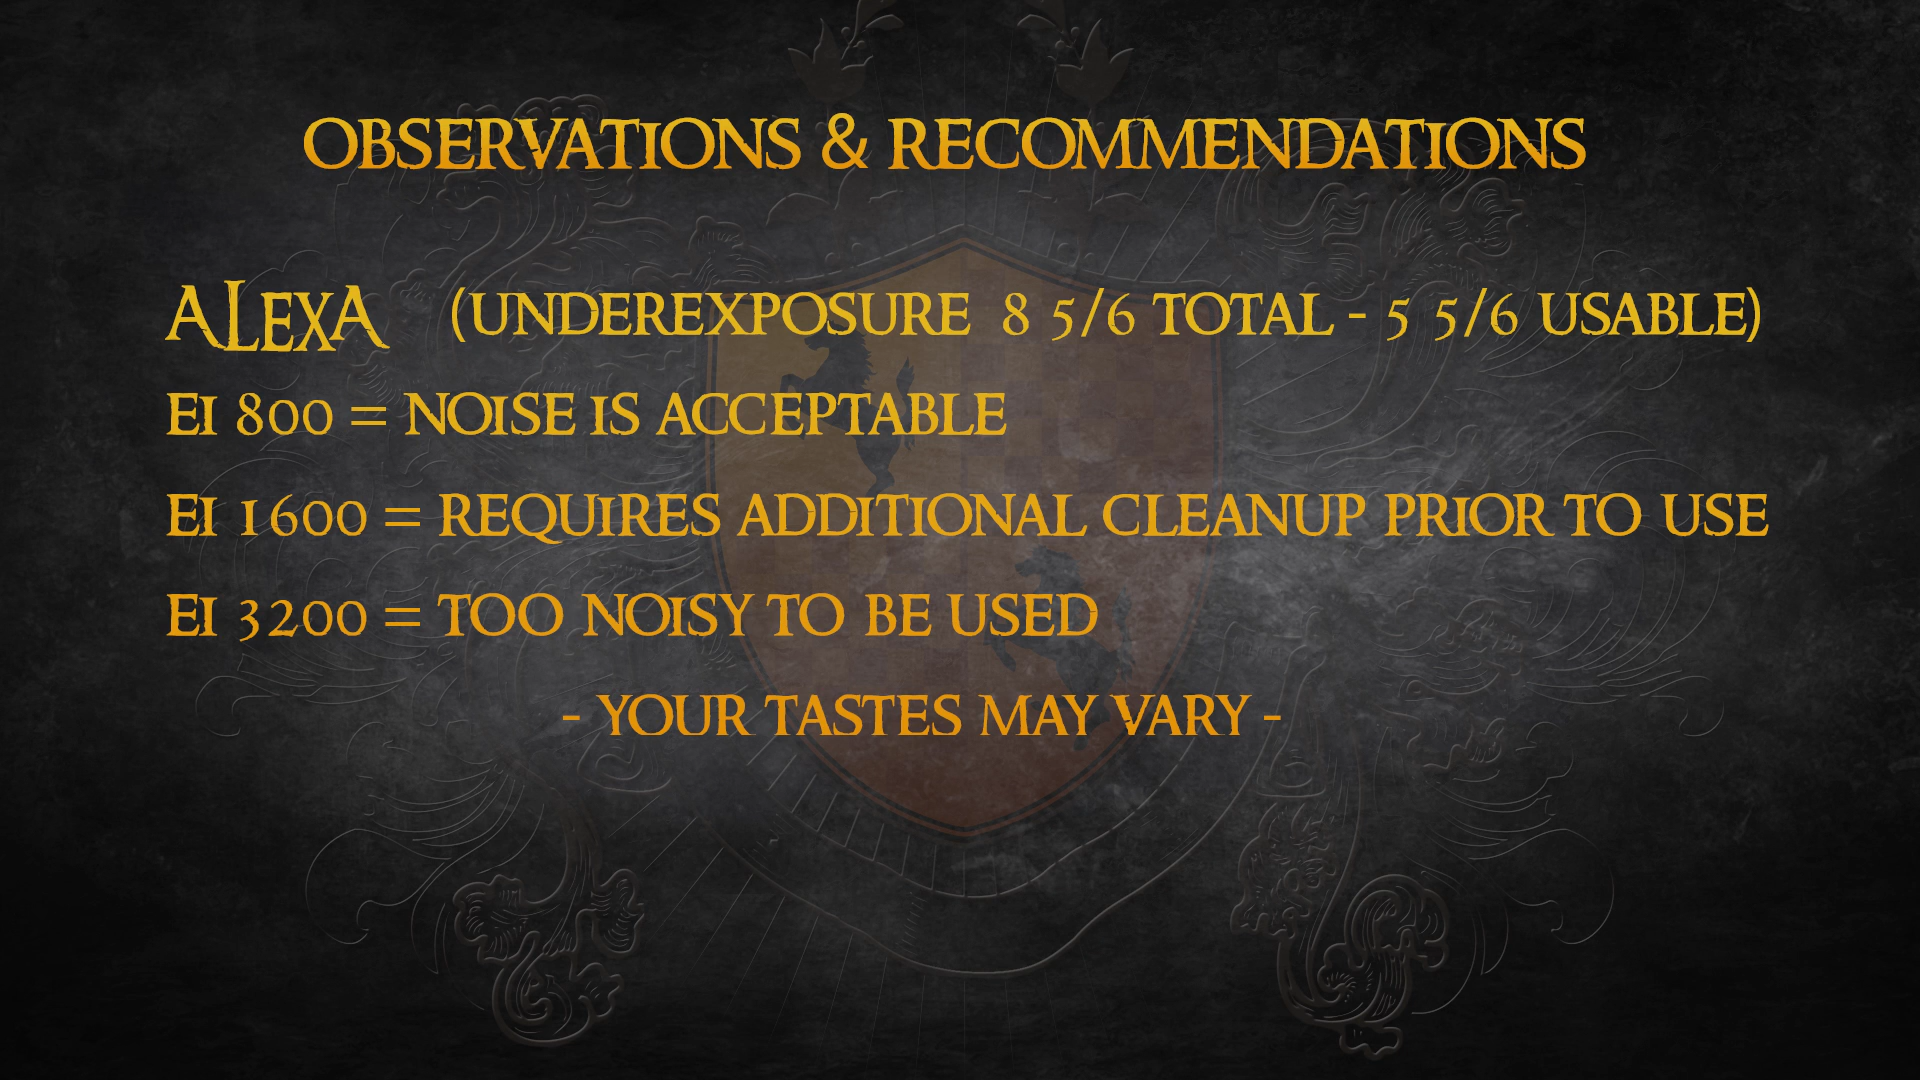 OBSERVATIONS & RECOMMENDATIONS
ALEXA (UNDEREXPOSURE 8 5/6 TOTAL - 5 5/6 USABLE)
EI 800 = NOISE IS ACCEPTABLE
EI 1600 = REQUIRES ADDITIONAL CLEANUP PRIOR TO USE
EI 3200 = TOO NOISY TO BE USED
- YOUR TASTES MAY VARY -